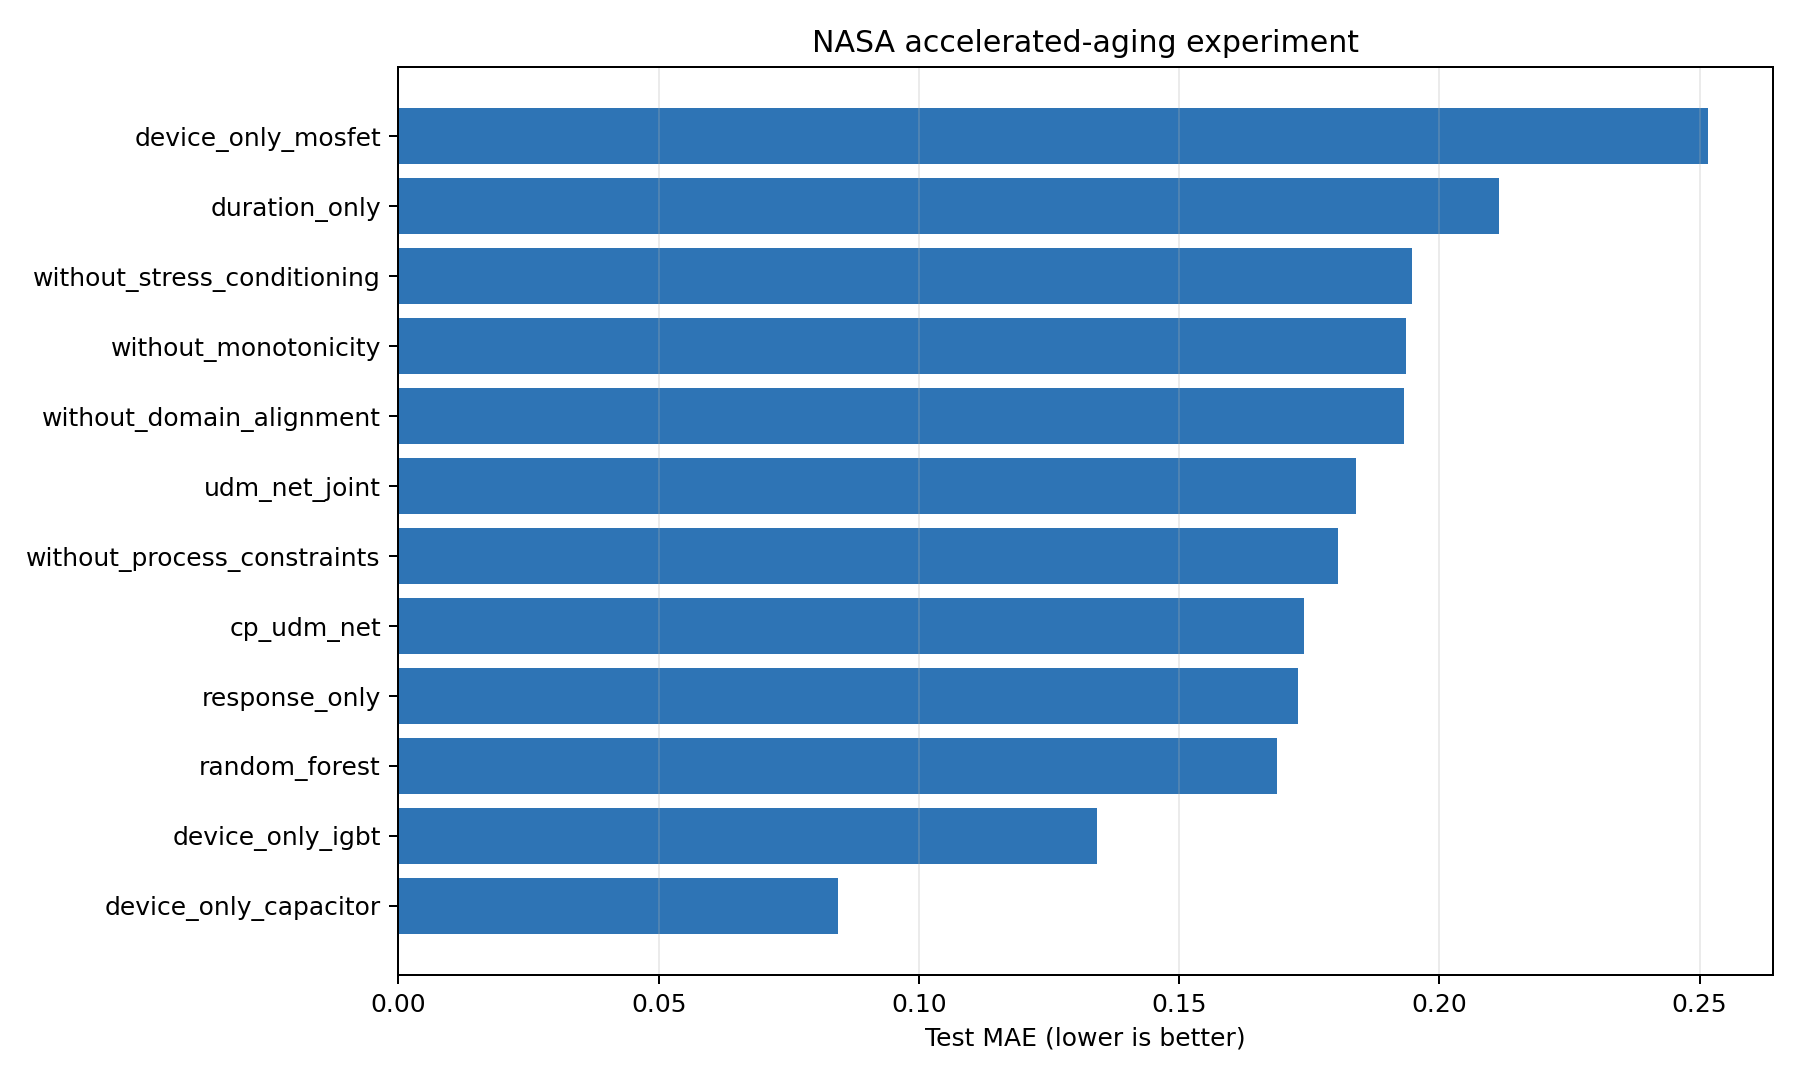 NASA accelerated-aging experiment
device_only_mosfet
duration_only
without_stress_conditioning
without_monotonicity
without_domain_alignment
udm_net_joint
without_process_constraints
cp_udm_net
response_only
random_forest
device_only_igbt
device_only_capacitor
0.00 0.05 0.10 0.15 0.20 0.25
Test MAE (lower is better)